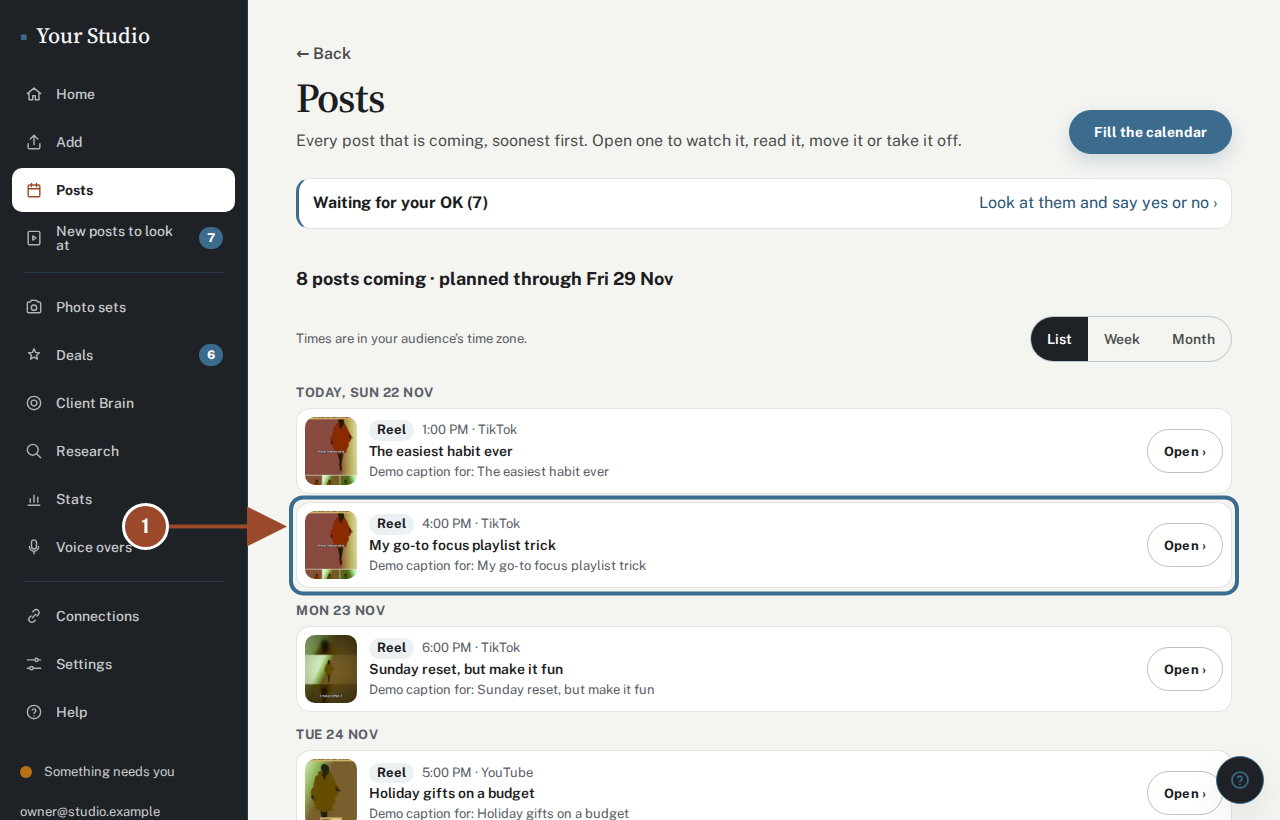 Your Studio
Home
Add
Posts
New posts to look
at
7
Photo sets
Deals
6
Client Brain
Research
Stats
1
Voice overs
Connections
Settings
Help
Something needs you
owner@studio.example
← Back
Posts
Every post that is coming, soonest first. Open one to watch it, read it, move it or take it off.
Fill the calendar
Waiting for your OK (7)
Look at them and say yes or no ›
8 posts coming · planned through Fri 29 Nov
Times are in your audience's time zone.
List Week Month
TODAY, SUN 22 NOV
Reel 1:00 PM · TikTok
The easiest habit ever
Demo caption for: The easiest habit ever
Open ›
Reel 4:00 PM · TikTok
My go-to focus playlist trick
Demo caption for: My go-to focus playlist trick
Open ›
MON 23 NOV
Reel 6:00 PM · TikTok
Sunday reset, but make it fun
Demo caption for: Sunday reset, but make it fun
Open ›
TUE 24 NOV
Reel 5:00 PM · YouTube
Holiday gifts on a budget
Demo caption for: Holiday gifts on a budget
Open ›